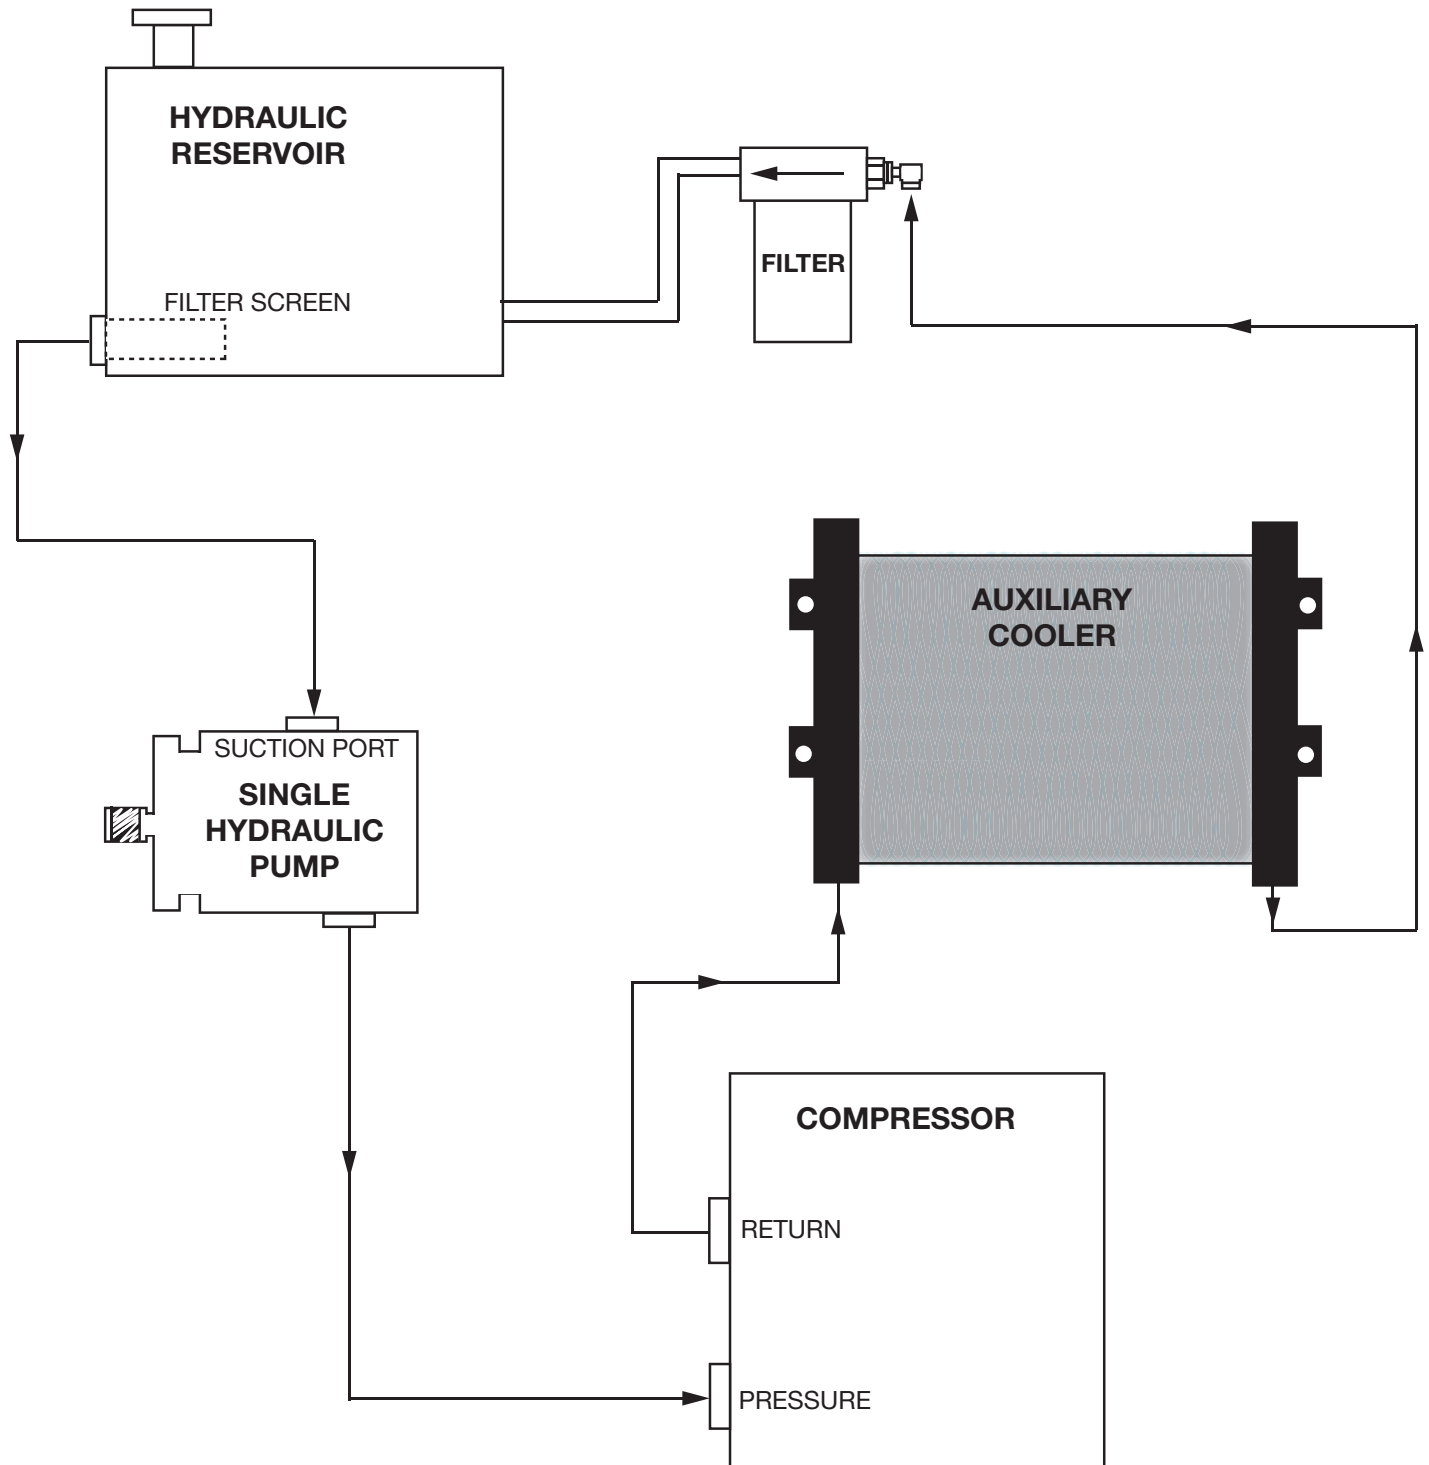 HYDRAULIC
RESERVOIR
FILTER SCREEN
FILTER
AUXILIARY
COOLER
SUCTION PORT
SINGLE
HYDRAULIC
PUMP
COMPRESSOR
RETURN
PRESSURE